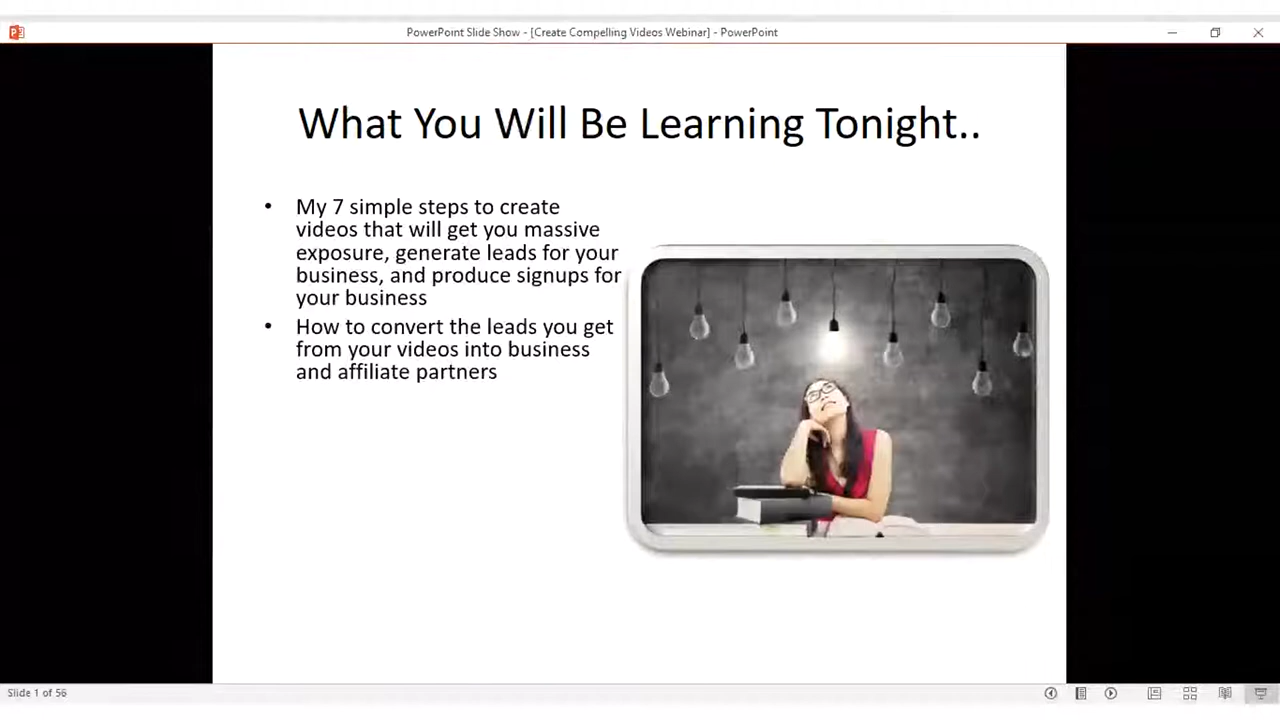 PowerPoint Slide Show - [Create Compelling Videos Webinar] - PowerPoint
What You Will Be Learning Tonight..
• My 7 simple steps to create
videos that will get you massive
exposure, generate leads for your
business, and produce signups for
your business
• How to convert the leads you get
from your videos into business
and affiliate partners
Slide 1 of 56